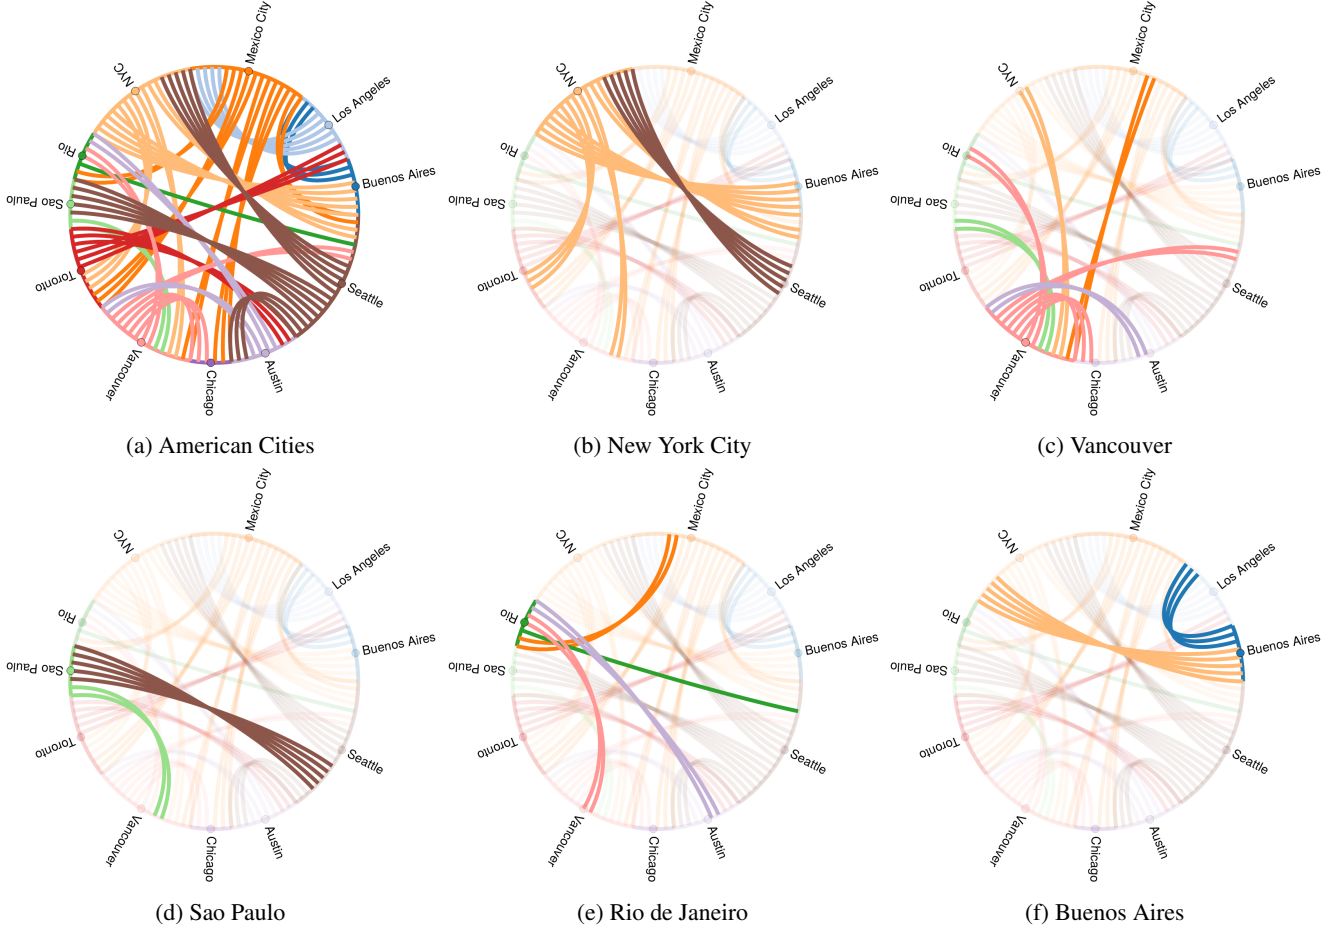 Mexico City
NYC
Los Angeles
Rio
Buenos Aires
Sao Paulo
Toronto
Seattle
Vancouver
Chicago
Austin
(a) American Cities
Mexico City
NYC
Los Angeles
Rio
Buenos Aires
Sao Paulo
Toronto
Seattle
Vancouver
Chicago
Austin
(b) New York City
Mexico City
NYC
Los Angeles
Rio
Buenos Aires
Sao Paulo
Toronto
Seattle
Vancouver
Chicago
Austin
(c) Vancouver
Mexico City
NYC
Los Angeles
Rio
Buenos Aires
Sao Paulo
Toronto
Seattle
Vancouver
Chicago
Austin
(d) Sao Paulo
Mexico City
NYC
Los Angeles
Rio
Buenos Aires
Sao Paulo
Toronto
Seattle
Vancouver
Chicago
Austin
(e) Rio de Janeiro
Mexico City
NYC
Los Angeles
Rio
Buenos Aires
Sao Paulo
Toronto
Seattle
Vancouver
Chicago
Austin
(f) Buenos Aires